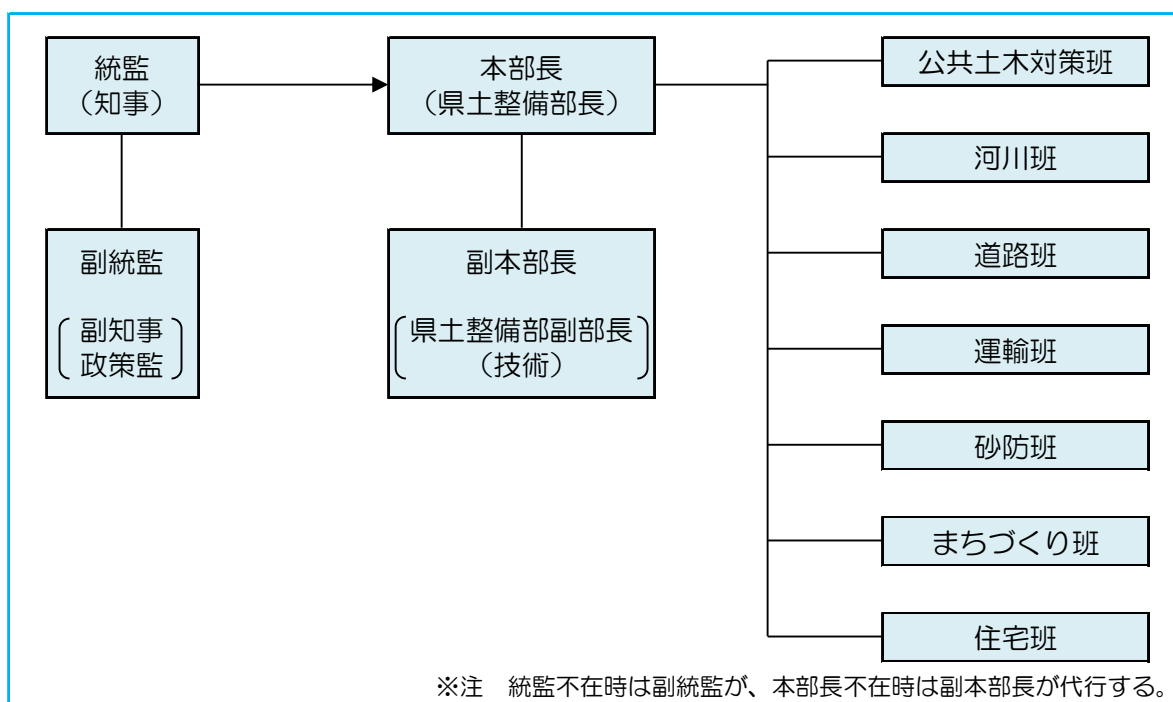 統監
（知事）
本部長
（県土整備部長）
副統監
副知事
政策監
副本部長
県土整備部副部長
（技術）
公共土木対策班
河川班
道路班
運輸班
砂防班
まちづくり班
住宅班
※注　統監不在時は副統監が、本部長不在時は副本部長が代行する。